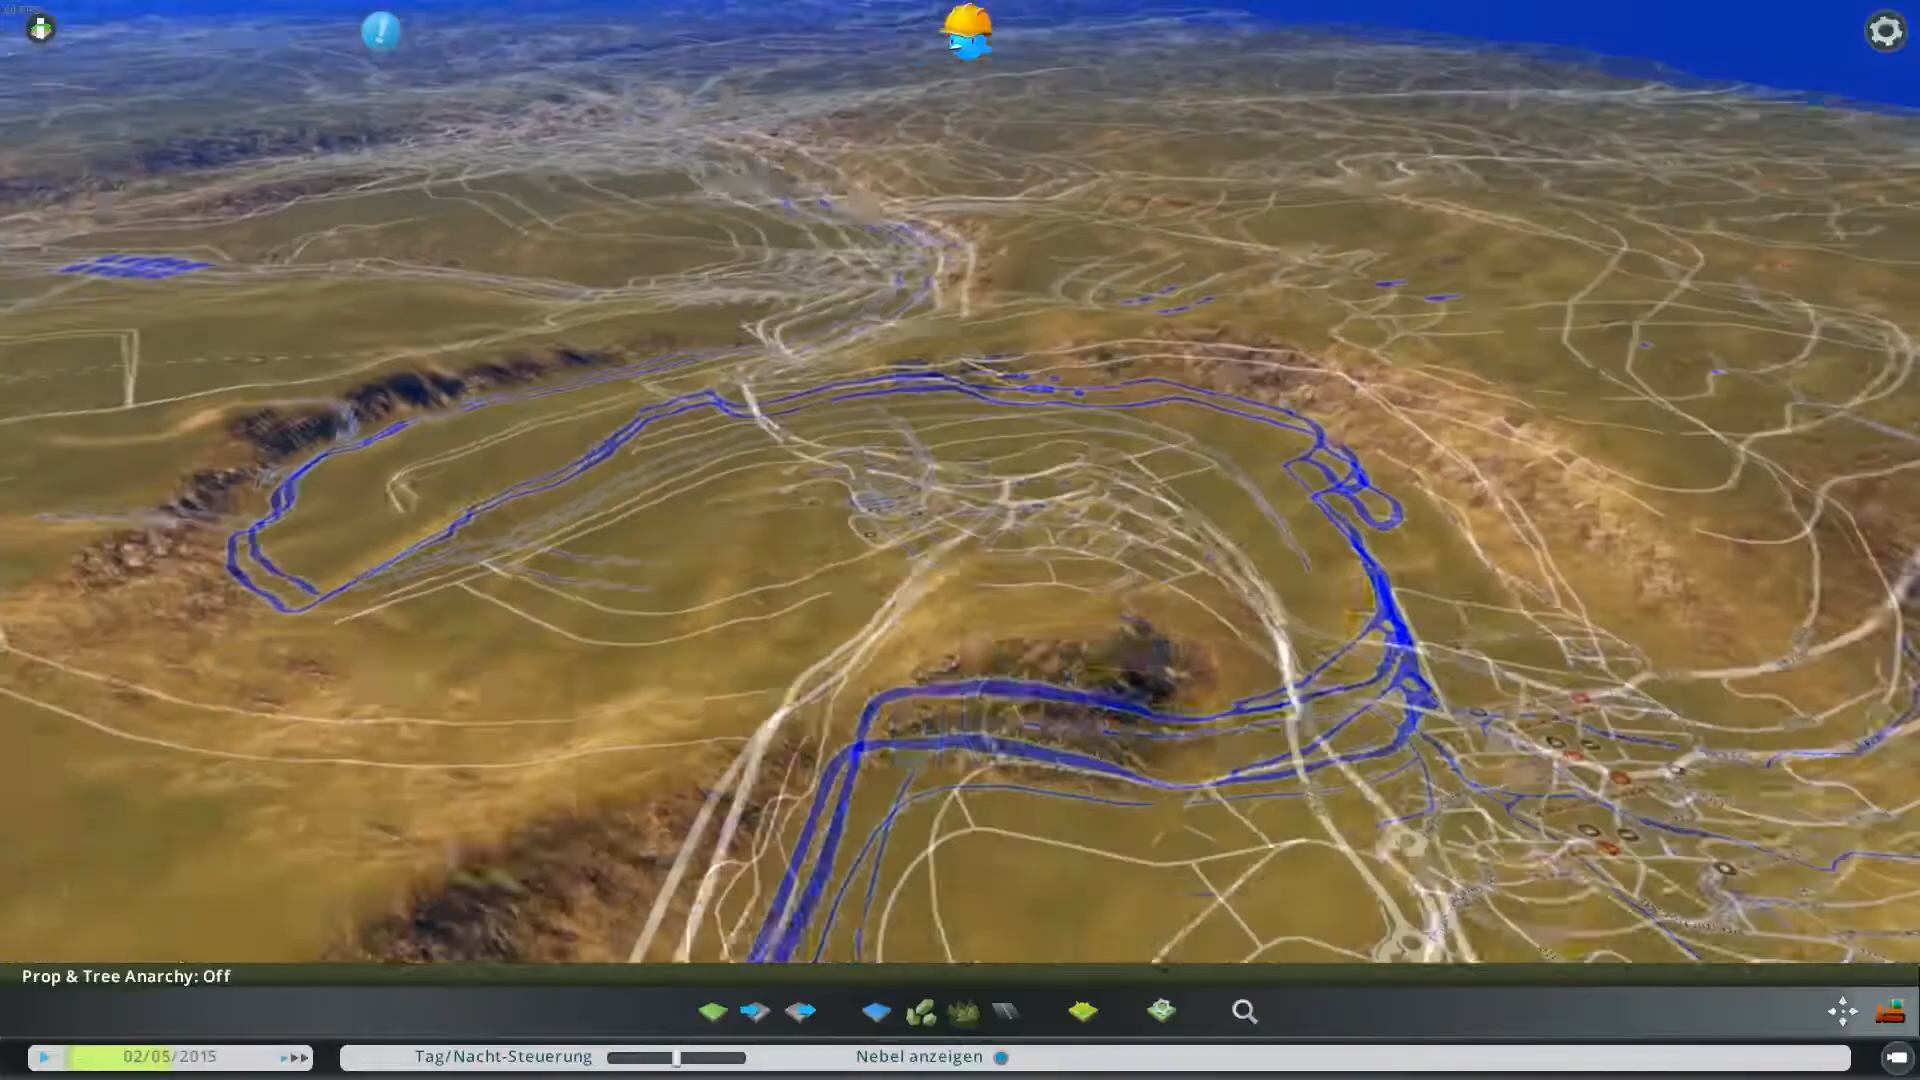 Prop & Tree Anarchy: Off
02/05/2015
Tag/Nacht-Steuerung
Nebel anzeigen